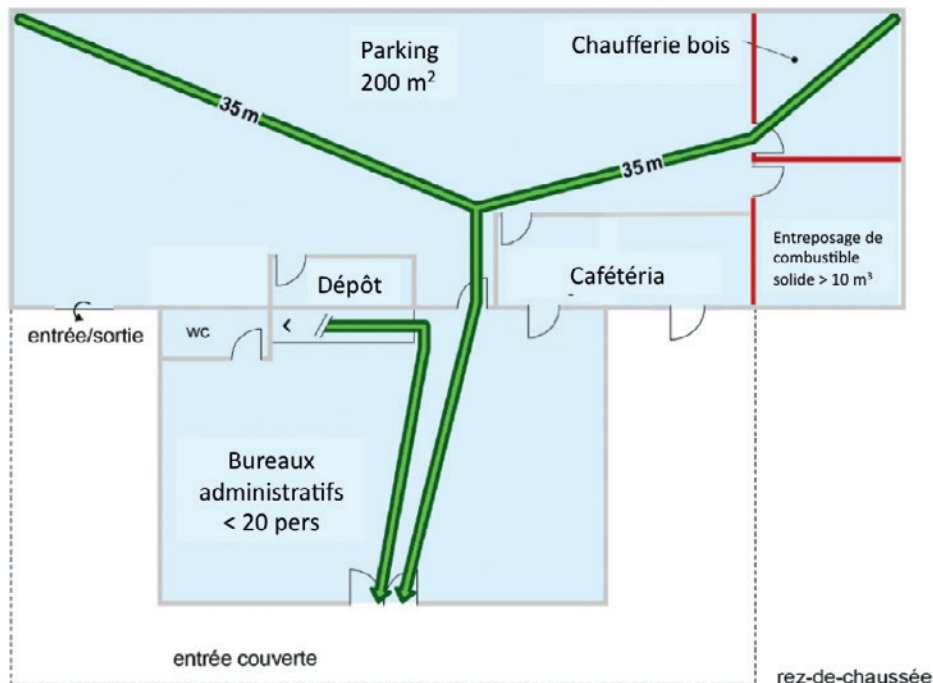 Parking
200 m²
Chaufferie bois
35 m
35 m
Entreposage de
combustible
solide > 10 m³
Cafétéria
Dépôt
entrée/sortie
wc
<
Bureaux
administratifs
< 20 pers
entrée couverte
rez-de-chaussée